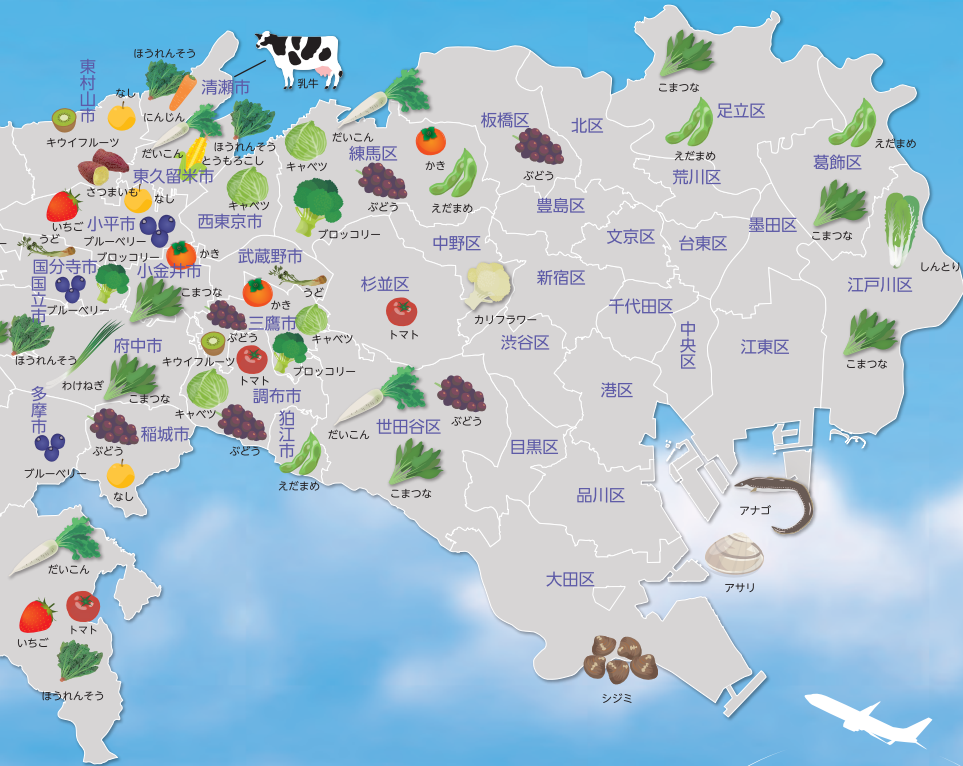 ほうれんそう
東村山市
なし
清瀬市
乳牛
こまつな
にんじん
キウイフルーツ
だいこん
ほうれんそう
とうもろこし
だいこん
キャベツ
練馬区
かき
板橋区
北区
足立区
えだまめ
えだまめ
葛飾区
ぶどう
荒川区
東久留米市
さつまいも
なし
キャベツ
ぶどう
えだまめ
豊島区
いちご
小平市
ブルーベリー
西東京市
ブロッコリー
中野区
文京区
台東区
墨田区
こまつな
しんとり
うど
ブロッコリー
かき
国分寺市
小金井市
武蔵野市
うど
杉並区
新宿区
江戸川区
国立市
ブルーベリー
こまつな
かき
千代田区
カリフラワー
中央区
三鷹市
ぶどう
キャベツ
トマト
渋谷区
江東区
ほうれんそう
府中市
キウイフルーツ
トマト
ブロッコリー
こまつな
わけねぎ
こまつな
調布市
キャベツ
港区
多摩市
ぶどう
稲城市
ぶどう
狛江市
だいこん
世田谷区
ぶどう
目黒区
ブルーベリー
なし
えだまめ
こまつな
品川区
アナゴ
だいこん
大田区
アサリ
いちご
トマト
ほうれんそう
シジミ